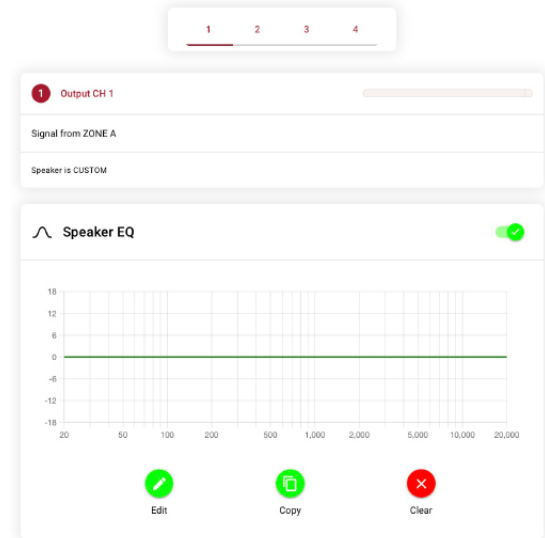 1 2 3 4
1 Output CH 1
Signal from ZONE A
Speaker is CUSTOM
Speaker EQ
18
12
6
0
-6
-12
-18
20 50 100 200 500 1,000 2,000 5,000 10,000 20,000
Edit Copy Clear